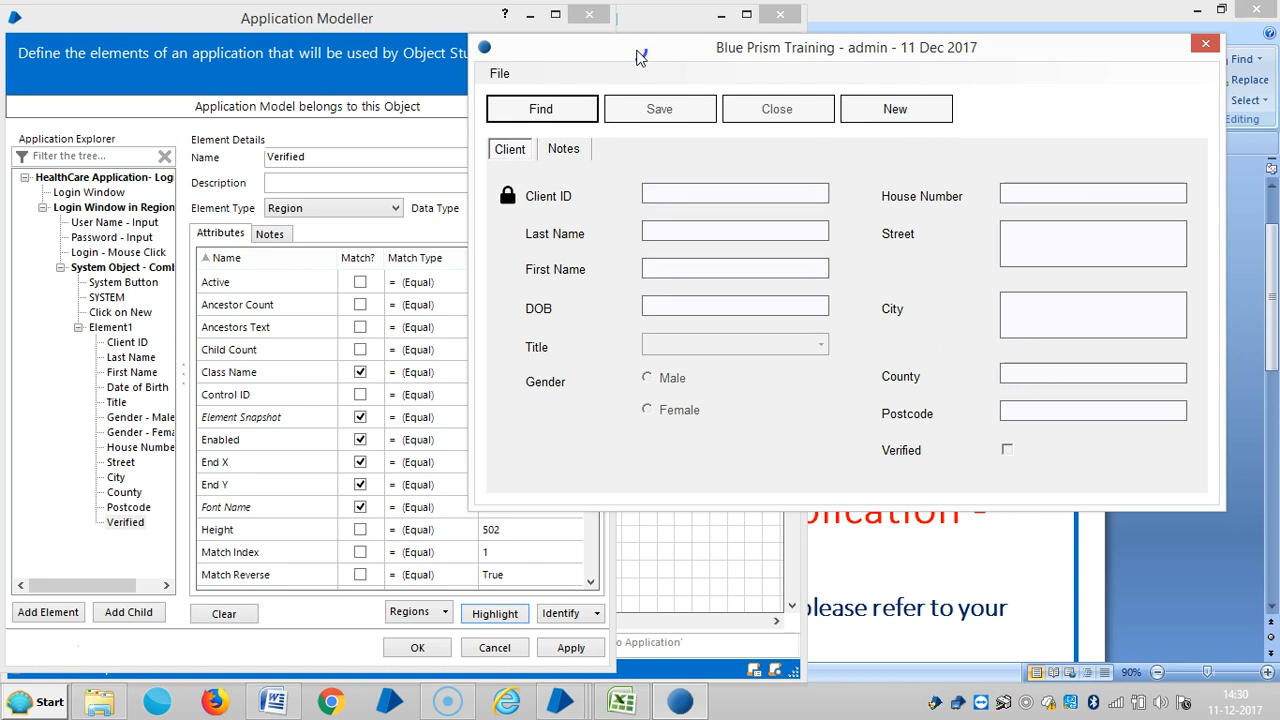 Application Modeller
?
Define the elements of an application that will be used by Object Stu
Application Model belongs to this Object
Application Explorer
Filter the tree...
HealthCare Application- Log
Login Window
Login Window in Region
User Name - Input
Password - Input
Login - Mouse Click
System Object - Com
System Button
SYSTEM
Click on New
Element1
Client ID
Last Name
First Name
Date of Birth
Title
Gender - Male
Gender - Fema
House Numbe
Street
City
County
Postcode
Verified
Add Element
Add Child
Element Details
Name Verified
Description
Element Type Region Data Type
Attributes Notes
Name Match? Match Type
Active = (Equal)
Ancestor Count = (Equal)
Ancestors Text = (Equal)
Child Count = (Equal)
Class Name = (Equal)
Control ID = (Equal)
Element Snapshot = (Equal)
Enabled = (Equal)
End X = (Equal)
End Y = (Equal)
Font Name = (Equal)
Height = (Equal) 502
Match Index = (Equal) 1
Match Reverse = (Equal) True
Clear Regions Highlight Identify
OK Cancel Apply
Blue Prism Training - admin - 11 Dec 2017
File
Find Save Close New
Client Notes
Client ID
Last Name
First Name
DOB
Title
Gender
Male
Female
House Number
Street
City
County
Postcode
Verified
Find
Replace
Select
Editing
plication -
please refer to your
o Application'
90%
Start
14:30
11-12-2017